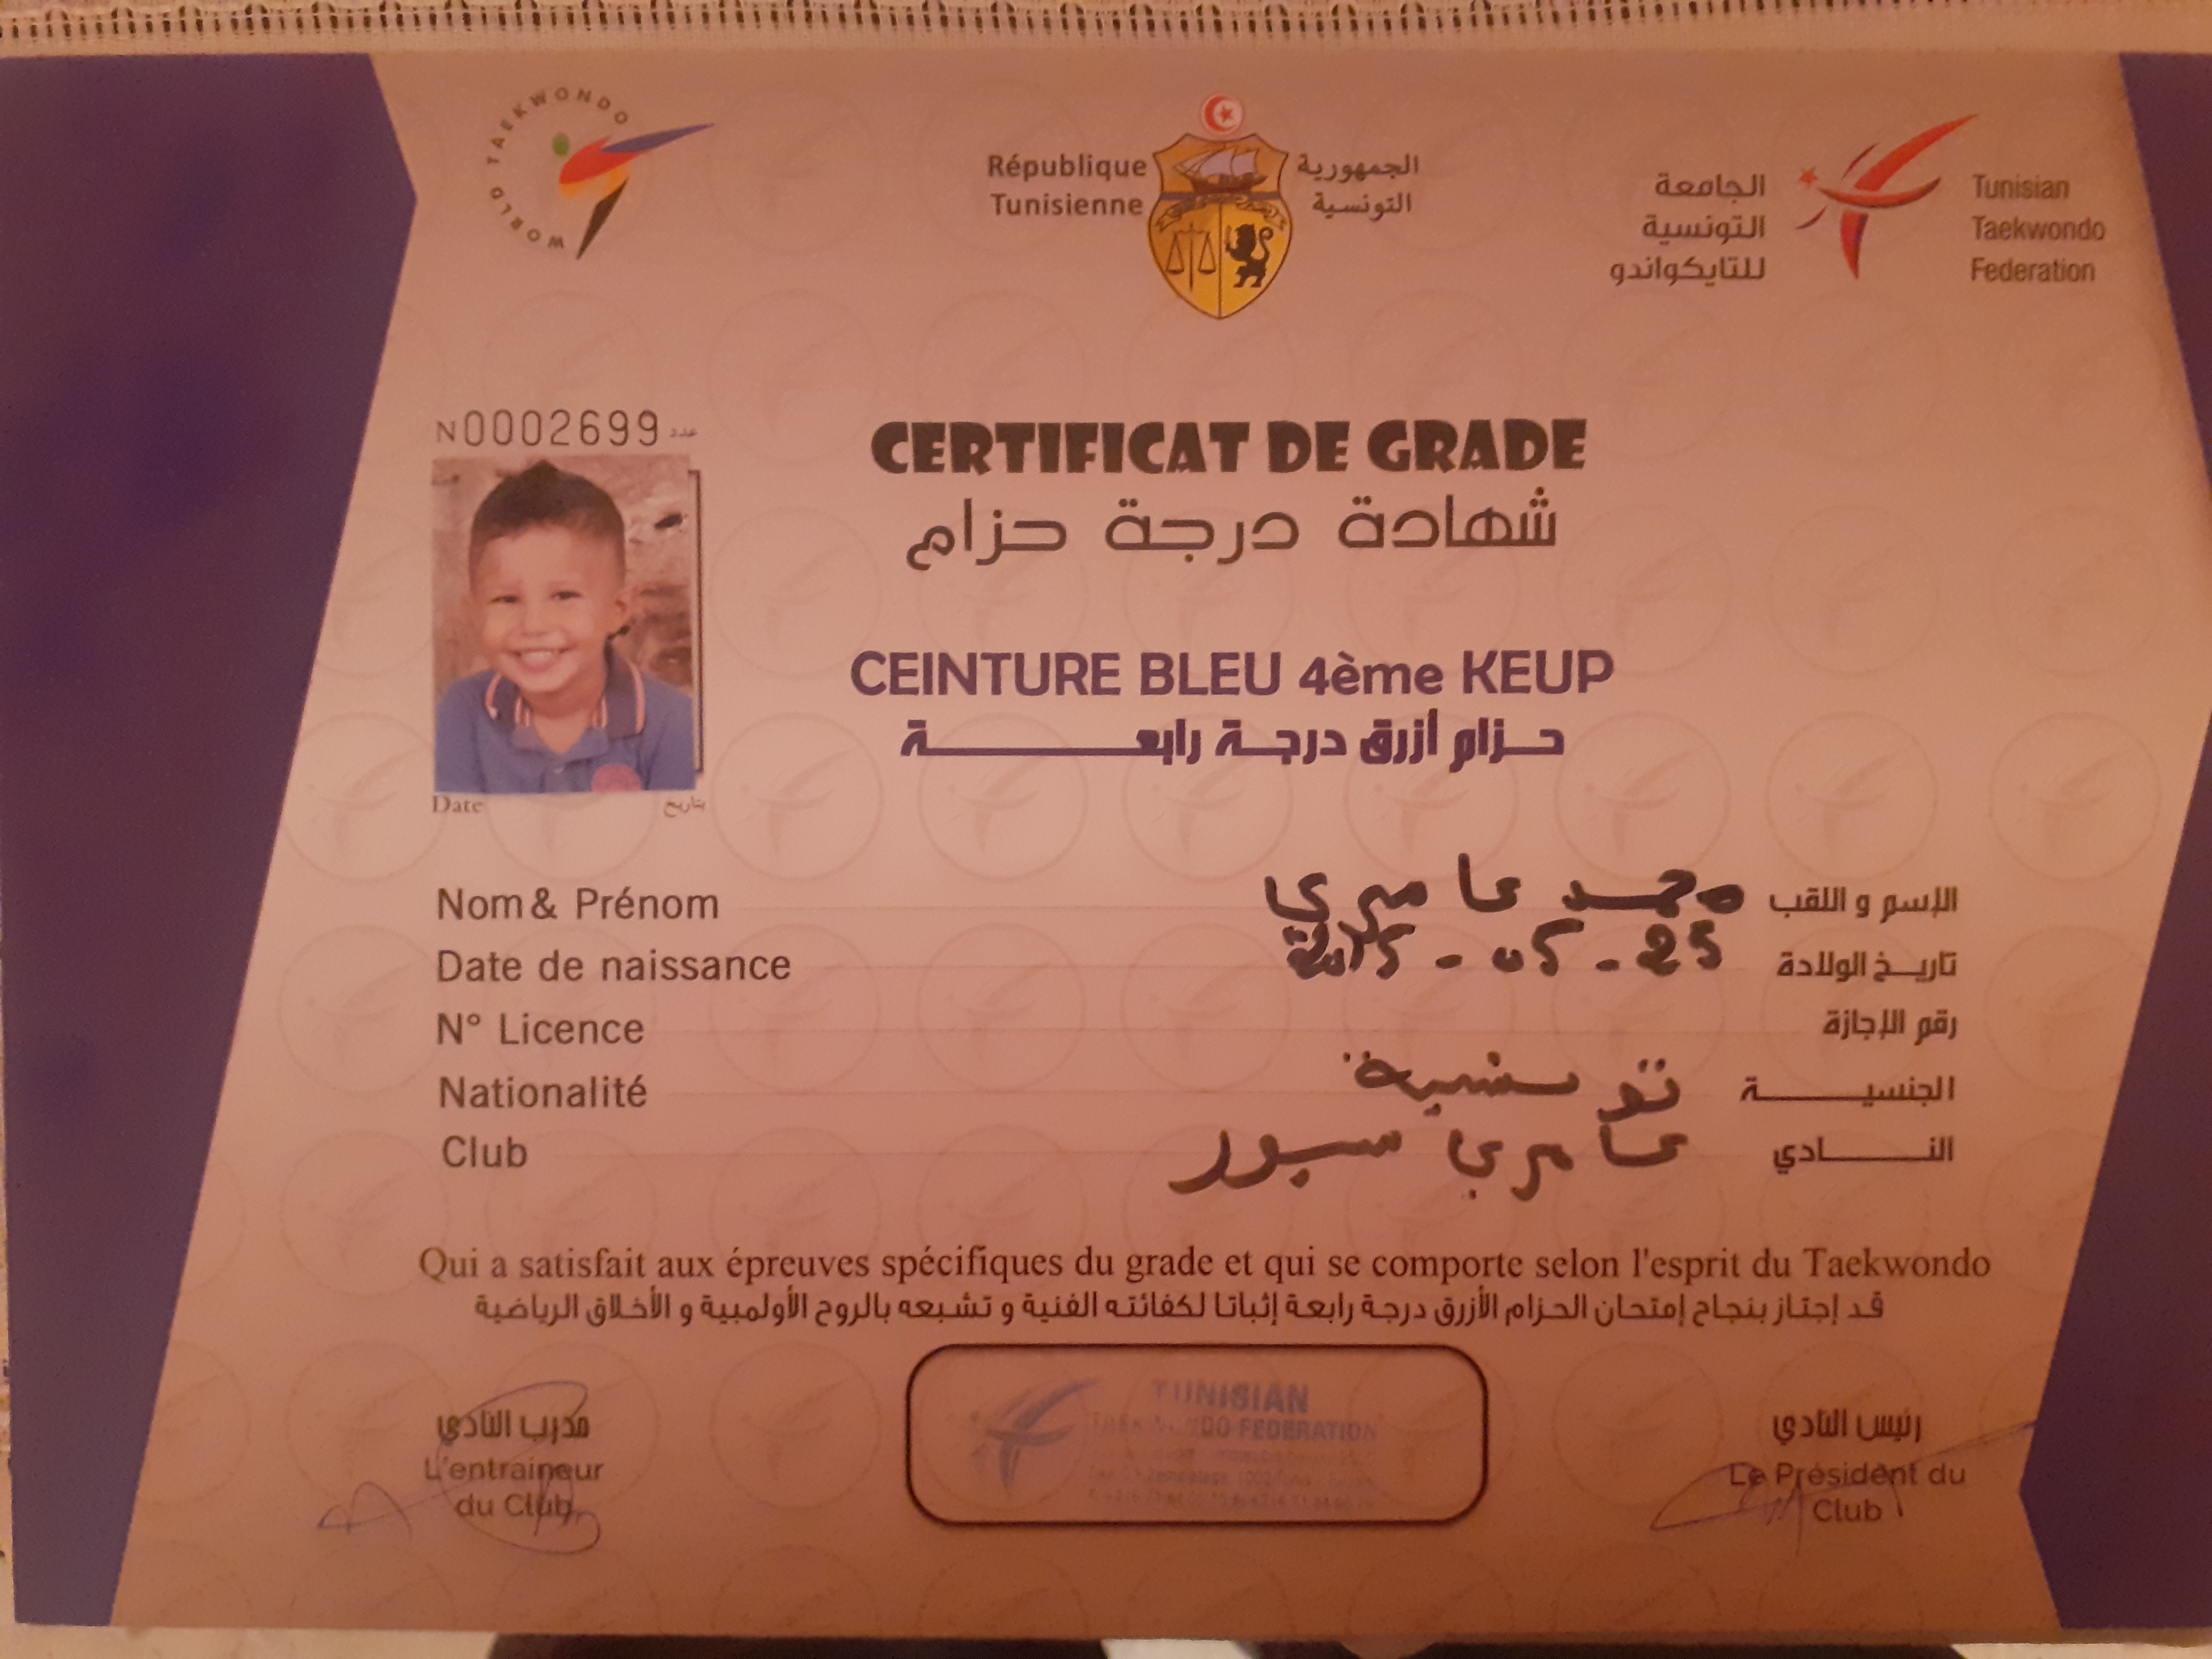 WORLD TAEKWONDO
République
Tunisienne
الجمهورية
التونسية
الجامعة
التونسية
للتايكواندو
Tunisian
Taekwondo
Federation
N0002699 عدد
CERTIFICAT DE GRADE
شهادة درجة حزام
CEINTURE BLEU 4ème KEUP
حزام أزرق درجة رابعة
Date بتاريخ
Nom & Prénom محمد عامري الإسم و اللقب
Date de naissance 25 - 05 - 2015 تاريخ الولادة
N° Licence رقم الإجازة
Nationalité تونسية الجنسية
Club عامري سبور النادي
Qui a satisfait aux épreuves spécifiques du grade et qui se comporte selon l'esprit du Taekwondo
قد إجتاز بنجاح إمتحان الحزام الأزرق درجة رابعة إثباتا لكفائته الفنية و تشبعه بالروح الأولمبية و الأخلاق الرياضية
مدرب النادي
L'entraineur
du Club
TUNISIAN
TAEKWONDO FEDERATION
رئيس النادي
Le Président du
Club